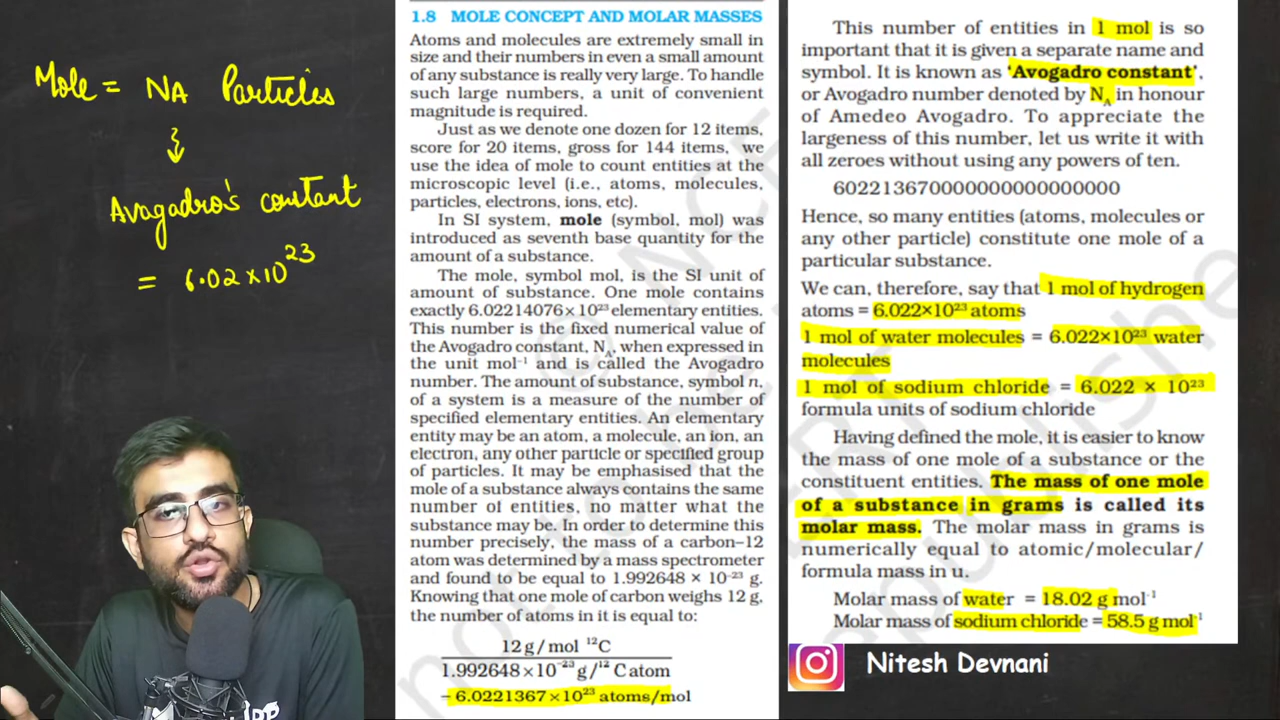 Mole = NA Particles
Avagadro's constant
= 6.02×10²³
1.8 MOLE CONCEPT AND MOLAR MASSES
Atoms and molecules are extremely small in
size and their numbers in even a small amount
of any substance is really very large. To handle
such large numbers, a unit of convenient
magnitude is required.
Just as we denote one dozen for 12 items,
score for 20 items, gross for 144 items, we
use the idea of mole to count entities at the
microscopic level (i.e., atoms, molecules,
particles, electrons, ions, etc).
In SI system, mole (symbol, mol) was
introduced as seventh base quantity for the
amount of a substance.
The mole, symbol mol, is the SI unit of
amount of substance. One mole contains
exactly 6.02214076×10²³ elementary entities.
This number is the fixed numerical value of
the Avogadro constant, N_A, when expressed in
the unit mol⁻¹ and is called the Avogadro
number. The amount of substance, symbol n,
of a system is a measure of the number of
specified elementary entities. An elementary
entity may be an atom, a molecule, an ion, an
electron, any other particle or specified group
of particles. It may be emphasised that the
mole of a substance always contains the same
number of entities, no matter what the
substance may be. In order to determine this
number precisely, the mass of a carbon–12
atom was determined by a mass spectrometer
and found to be equal to 1.992648 × 10⁻²³ g.
Knowing that one mole of carbon weighs 12 g,
the number of atoms in it is equal to:
12 g/mol ¹²C
1.992648×10⁻²³ g/¹² C atom
= 6.0221367×10²³ atoms/mol
This number of entities in 1 mol is so
important that it is given a separate name and
symbol. It is known as 'Avogadro constant',
or Avogadro number denoted by N_A in honour
of Amedeo Avogadro. To appreciate the
largeness of this number, let us write it with
all zeroes without using any powers of ten.
602213670000000000000000
Hence, so many entities (atoms, molecules or
any other particle) constitute one mole of a
particular substance.
We can, therefore, say that 1 mol of hydrogen
atoms = 6.022×10²³ atoms
1 mol of water molecules = 6.022×10²³ water
molecules
1 mol of sodium chloride = 6.022 × 10²³
formula units of sodium chloride
Having defined the mole, it is easier to know
the mass of one mole of a substance or the
constituent entities. The mass of one mole
of a substance in grams is called its
molar mass. The molar mass in grams is
numerically equal to atomic/molecular/
formula mass in u.
Molar mass of water = 18.02 g mol⁻¹
Molar mass of sodium chloride = 58.5 g mol⁻¹
Nitesh Devnani